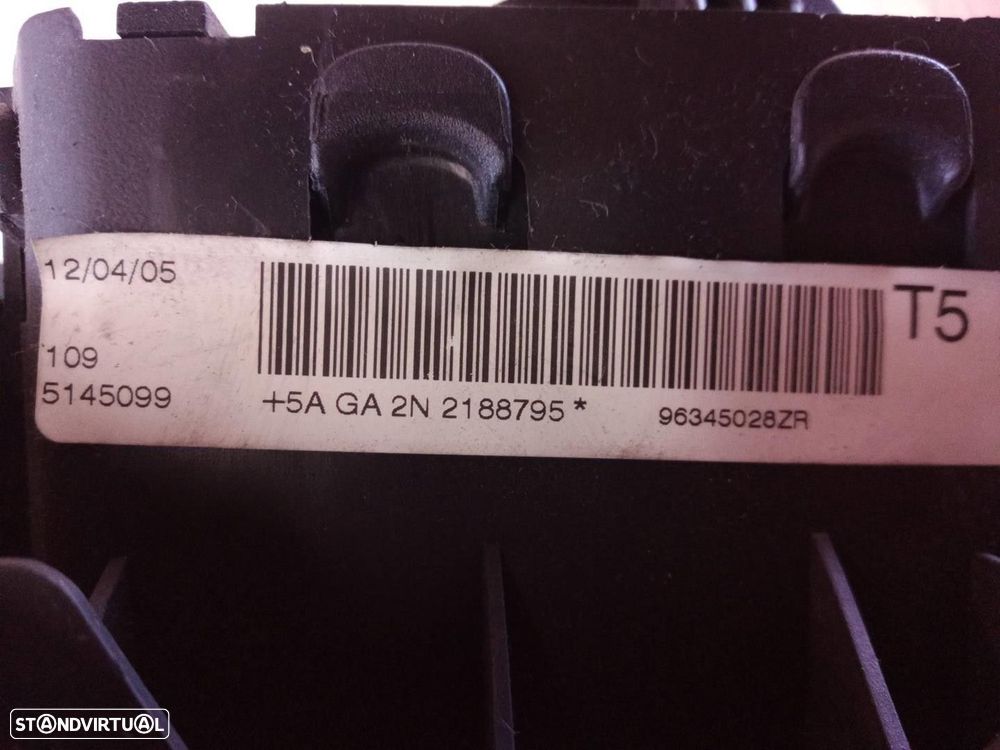 12/04/05
T5
109
5145099
+5A GA 2N 2188795 *
96345028ZR
STANDVIRTUAL